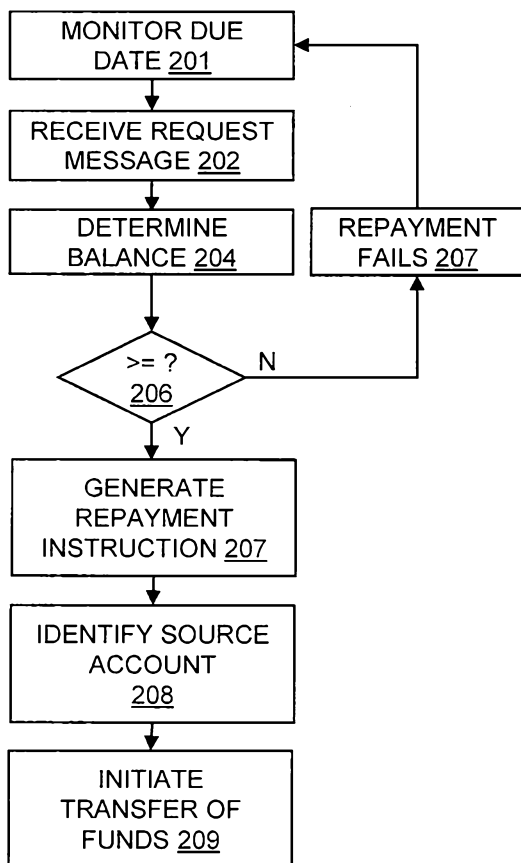 MONITOR DUE
DATE 201
RECEIVE REQUEST
MESSAGE 202
DETERMINE
BALANCE 204
REPAYMENT
FAILS 207
>= ?
206
N
Y
GENERATE
REPAYMENT
INSTRUCTION 207
IDENTIFY SOURCE
ACCOUNT
208
INITIATE
TRANSFER OF
FUNDS 209